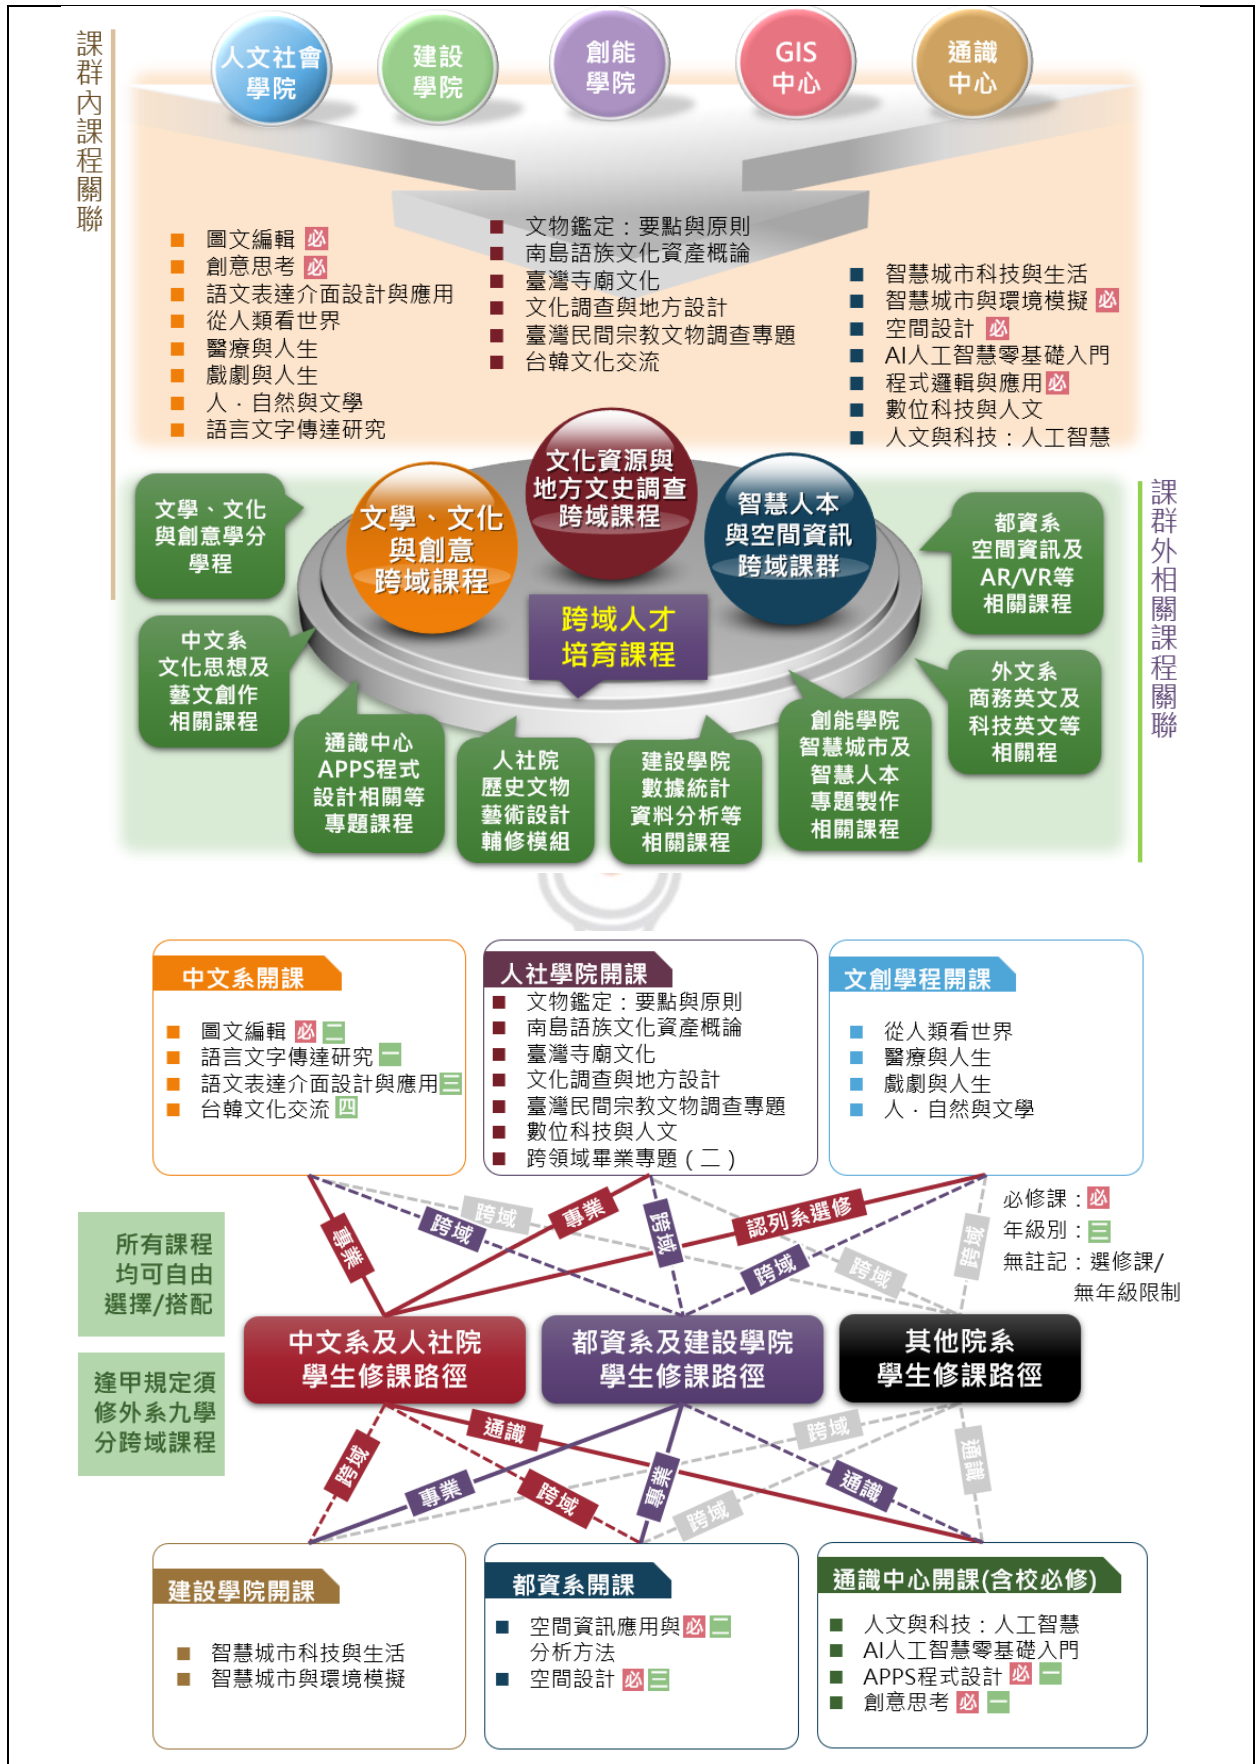 課群內課程關聯
人文社會
學院
建設
學院
創能
學院
GIS
中心
通識
中心
圖文編輯 必
創意思考 必
語文表達介面設計與應用
從人類看世界
醫療與人生
戲劇與人生
人．自然與文學
語言文字傳達研究
文物鑑定：要點與原則
南島語族文化資產概論
臺灣寺廟文化
文化調查與地方設計
臺灣民間宗教文物調查專題
台韓文化交流
智慧城市科技與生活
智慧城市與環境模擬 必
空間設計 必
AI人工智慧零基礎入門
程式邏輯與應用 必
數位科技與人文
人文與科技：人工智慧
文學、文化
與創意
跨域課程
文化資源與
地方文史調查
跨域課程
智慧人本
與空間資訊
跨域課群
跨域人才
培育課程
課群外相關課程關聯
文學、文化
與創意學分
學程
中文系
文化思想及
藝文創作
相關課程
通識中心
APPS程式
設計相關等
專題課程
人社院
歷史文物
藝術設計
輔修模組
建設學院
數據統計
資料分析等
相關課程
創能學院
智慧城市及
智慧人本
專題製作
相關課程
外文系
商務英文及
科技英文等
相關程
都資系
空間資訊及
AR/VR等
相關課程
中文系開課
圖文編輯 必 二
語言文字傳達研究 一
語文表達介面設計與應用 三
台韓文化交流 四
人社學院開課
文物鑑定：要點與原則
南島語族文化資產概論
臺灣寺廟文化
文化調查與地方設計
臺灣民間宗教文物調查專題
數位科技與人文
跨領域畢業專題（二）
文創學程開課
從人類看世界
醫療與人生
戲劇與人生
人．自然與文學
必修課：必
年級別：三
無註記：選修課/
無年級限制
所有課程
均可自由
選擇/搭配
逢甲規定須
修外系九學
分跨域課程
專業
跨域
跨域
專業
跨域
認列系選修
跨域
跨域
跨域
中文系及人社院
學生修課路徑
都資系及建設學院
學生修課路徑
其他院系
學生修課路徑
跨域
專業
通識
跨域
專業
跨域
跨域
通識
通識
建設學院開課
智慧城市科技與生活
智慧城市與環境模擬
都資系開課
空間資訊應用與 必 二
分析方法
空間設計 必 三
通識中心開課(含校必修)
人文與科技：人工智慧
AI人工智慧零基礎入門
APPS程式設計 必 一
創意思考 必 一